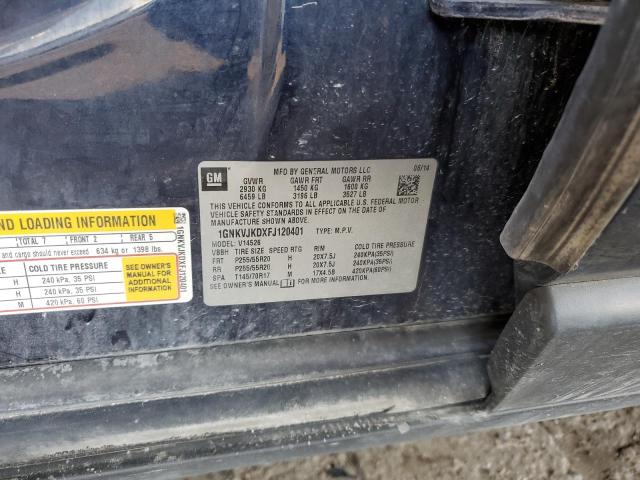 GM
MFD BY GENERAL MOTORS LLC 06/14
GVWR GAWR FRT GAWR RR
2930 KG 1450 KG 1600 KG
6459 LB 3196 LB 3527 LB
THIS VEHICLE CONFORMS TO ALL APPLICABLE U.S. FEDERAL MOTOR
VEHICLE SAFETY, BUMPER, AND THEFT PREVENTION
STANDARDS IN EFFECT ON THE DATE OF
MANUFACTURE SHOWN ABOVE.
1GNKVJKDXFJ120401 TYPE: M.P.V.
MODEL: V14526
VBBH TIRE SIZE SPEED RTG RIM COLD TIRE PRESSURE
FRT P255/55R20 H 20X7.5J 240KPA(35PSI)
RR P255/55R20 H 20X7.5J 240KPA(35PSI)
SPA T145/70R17 M 17X4.5B 420KPA(60PSI)
SEE OWNER'S MANUAL FOR MORE INFORMATION.
ND LOADING INFORMATION
TOTAL 7 FRONT 2 REAR 5
and cargo should never exceed 634 kg or 1398 lbs.
COLD TIRE PRESSURE
H 240 kPa, 35 PSI
H 240 kPa, 35 PSI
M 420 kPa, 60 PSI
SEE OWNER'S
MANUAL FOR
ADDITIONAL
INFORMATION
1GNKVJKDXFJ120401